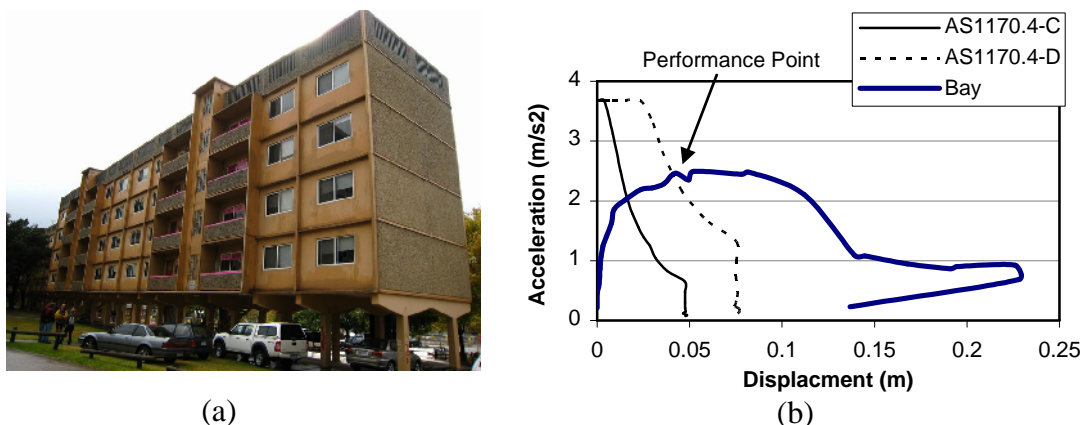 AS1170.4-C
AS1170.4-D
Bay
Performance Point
4
3
2
1
0
Acceleration (m/s2)
0 0.05 0.1 0.15 0.2 0.25
Displacment (m)
(a) (b)